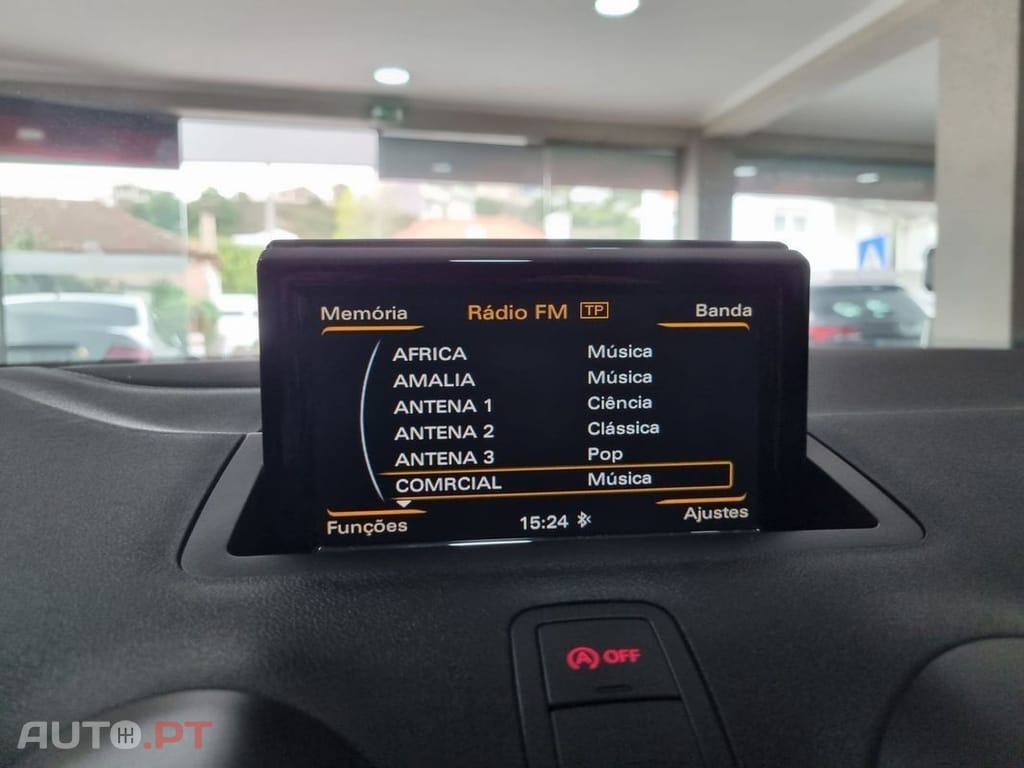 Memória Rádio FM TP Banda
AFRICA Música
AMALIA Música
ANTENA 1 Ciência
ANTENA 2 Clássica
ANTENA 3 Pop
COMRCIAL Música
Funções 15:24 Ajustes
A OFF
AUTO.PT